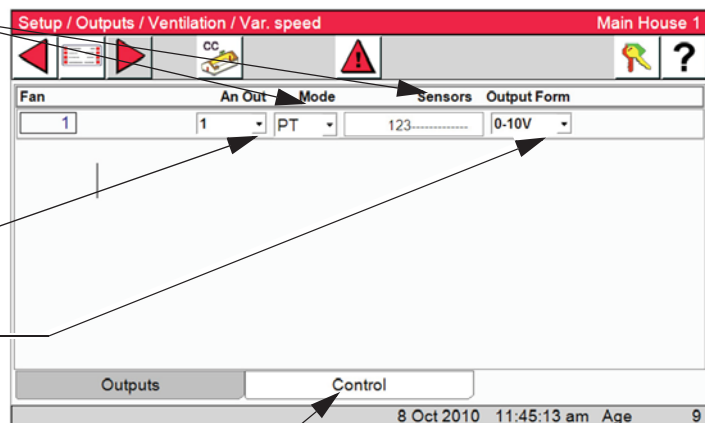 Setup / Outputs / Ventilation / Var. speed Main House 1
CC
?
Fan An Out Mode Sensors Output Form
1 1 PT 123------------- 0-10V
Outputs Control
8 Oct 2010 11:45:13 am Age 9